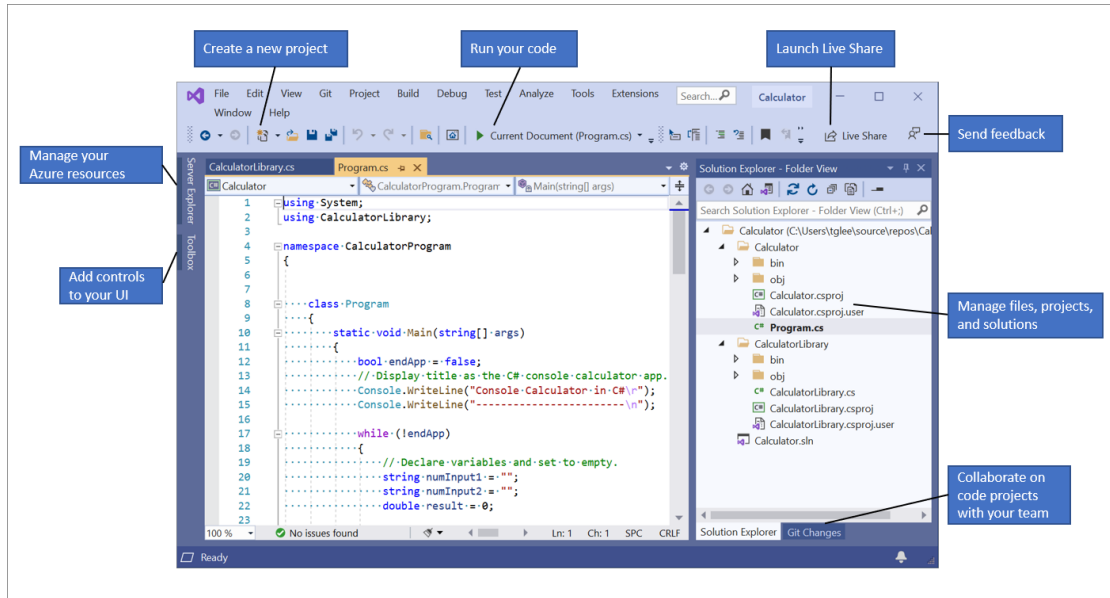 Create a new project
Run your code
Launch Live Share
File Edit View Git Project Build Debug Test Analyze Tools Extensions Search... Calculator
Window Help
Current Document (Program.cs) Live Share
Send feedback
Manage your
Azure resources
Server Explorer
Toolbox
Add controls
to your UI
CalculatorLibrary.cs Program.cs
Calculator CalculatorProgram.Program Main(string[] args)
1 using·System;
2 using·CalculatorLibrary;
3
4 namespace·CalculatorProgram
5 {
6
7
8 ····class·Program
9 ····{
10 ········static·void·Main(string[]·args)
11 ········{
12 ············bool·endApp·=·false;
13 ············//·Display·title·as·the·C#·console·calculator·app.
14 ············Console.WriteLine("Console·Calculator·in·C#\r");
15 ············Console.WriteLine("------------------------\n");
16
17 ············while·(!endApp)
18 ············{
19 ················//·Declare·variables·and·set·to·empty.
20 ················string·numInput1·=·"";
21 ················string·numInput2·=·"";
22 ················double·result·=·0;
23
100 % No issues found Ln: 1 Ch: 1 SPC CRLF
Ready
Solution Explorer - Folder View
Search Solution Explorer - Folder View (Ctrl+;)
Calculator (C:\Users\tglee\source\repos\Cal
Calculator
bin
obj
Calculator.csproj
Calculator.csproj.user
C# Program.cs
CalculatorLibrary
bin
obj
C# CalculatorLibrary.cs
CalculatorLibrary.csproj
CalculatorLibrary.csproj.user
Calculator.sln
Solution Explorer Git Changes
Manage files, projects,
and solutions
Collaborate on
code projects
with your team